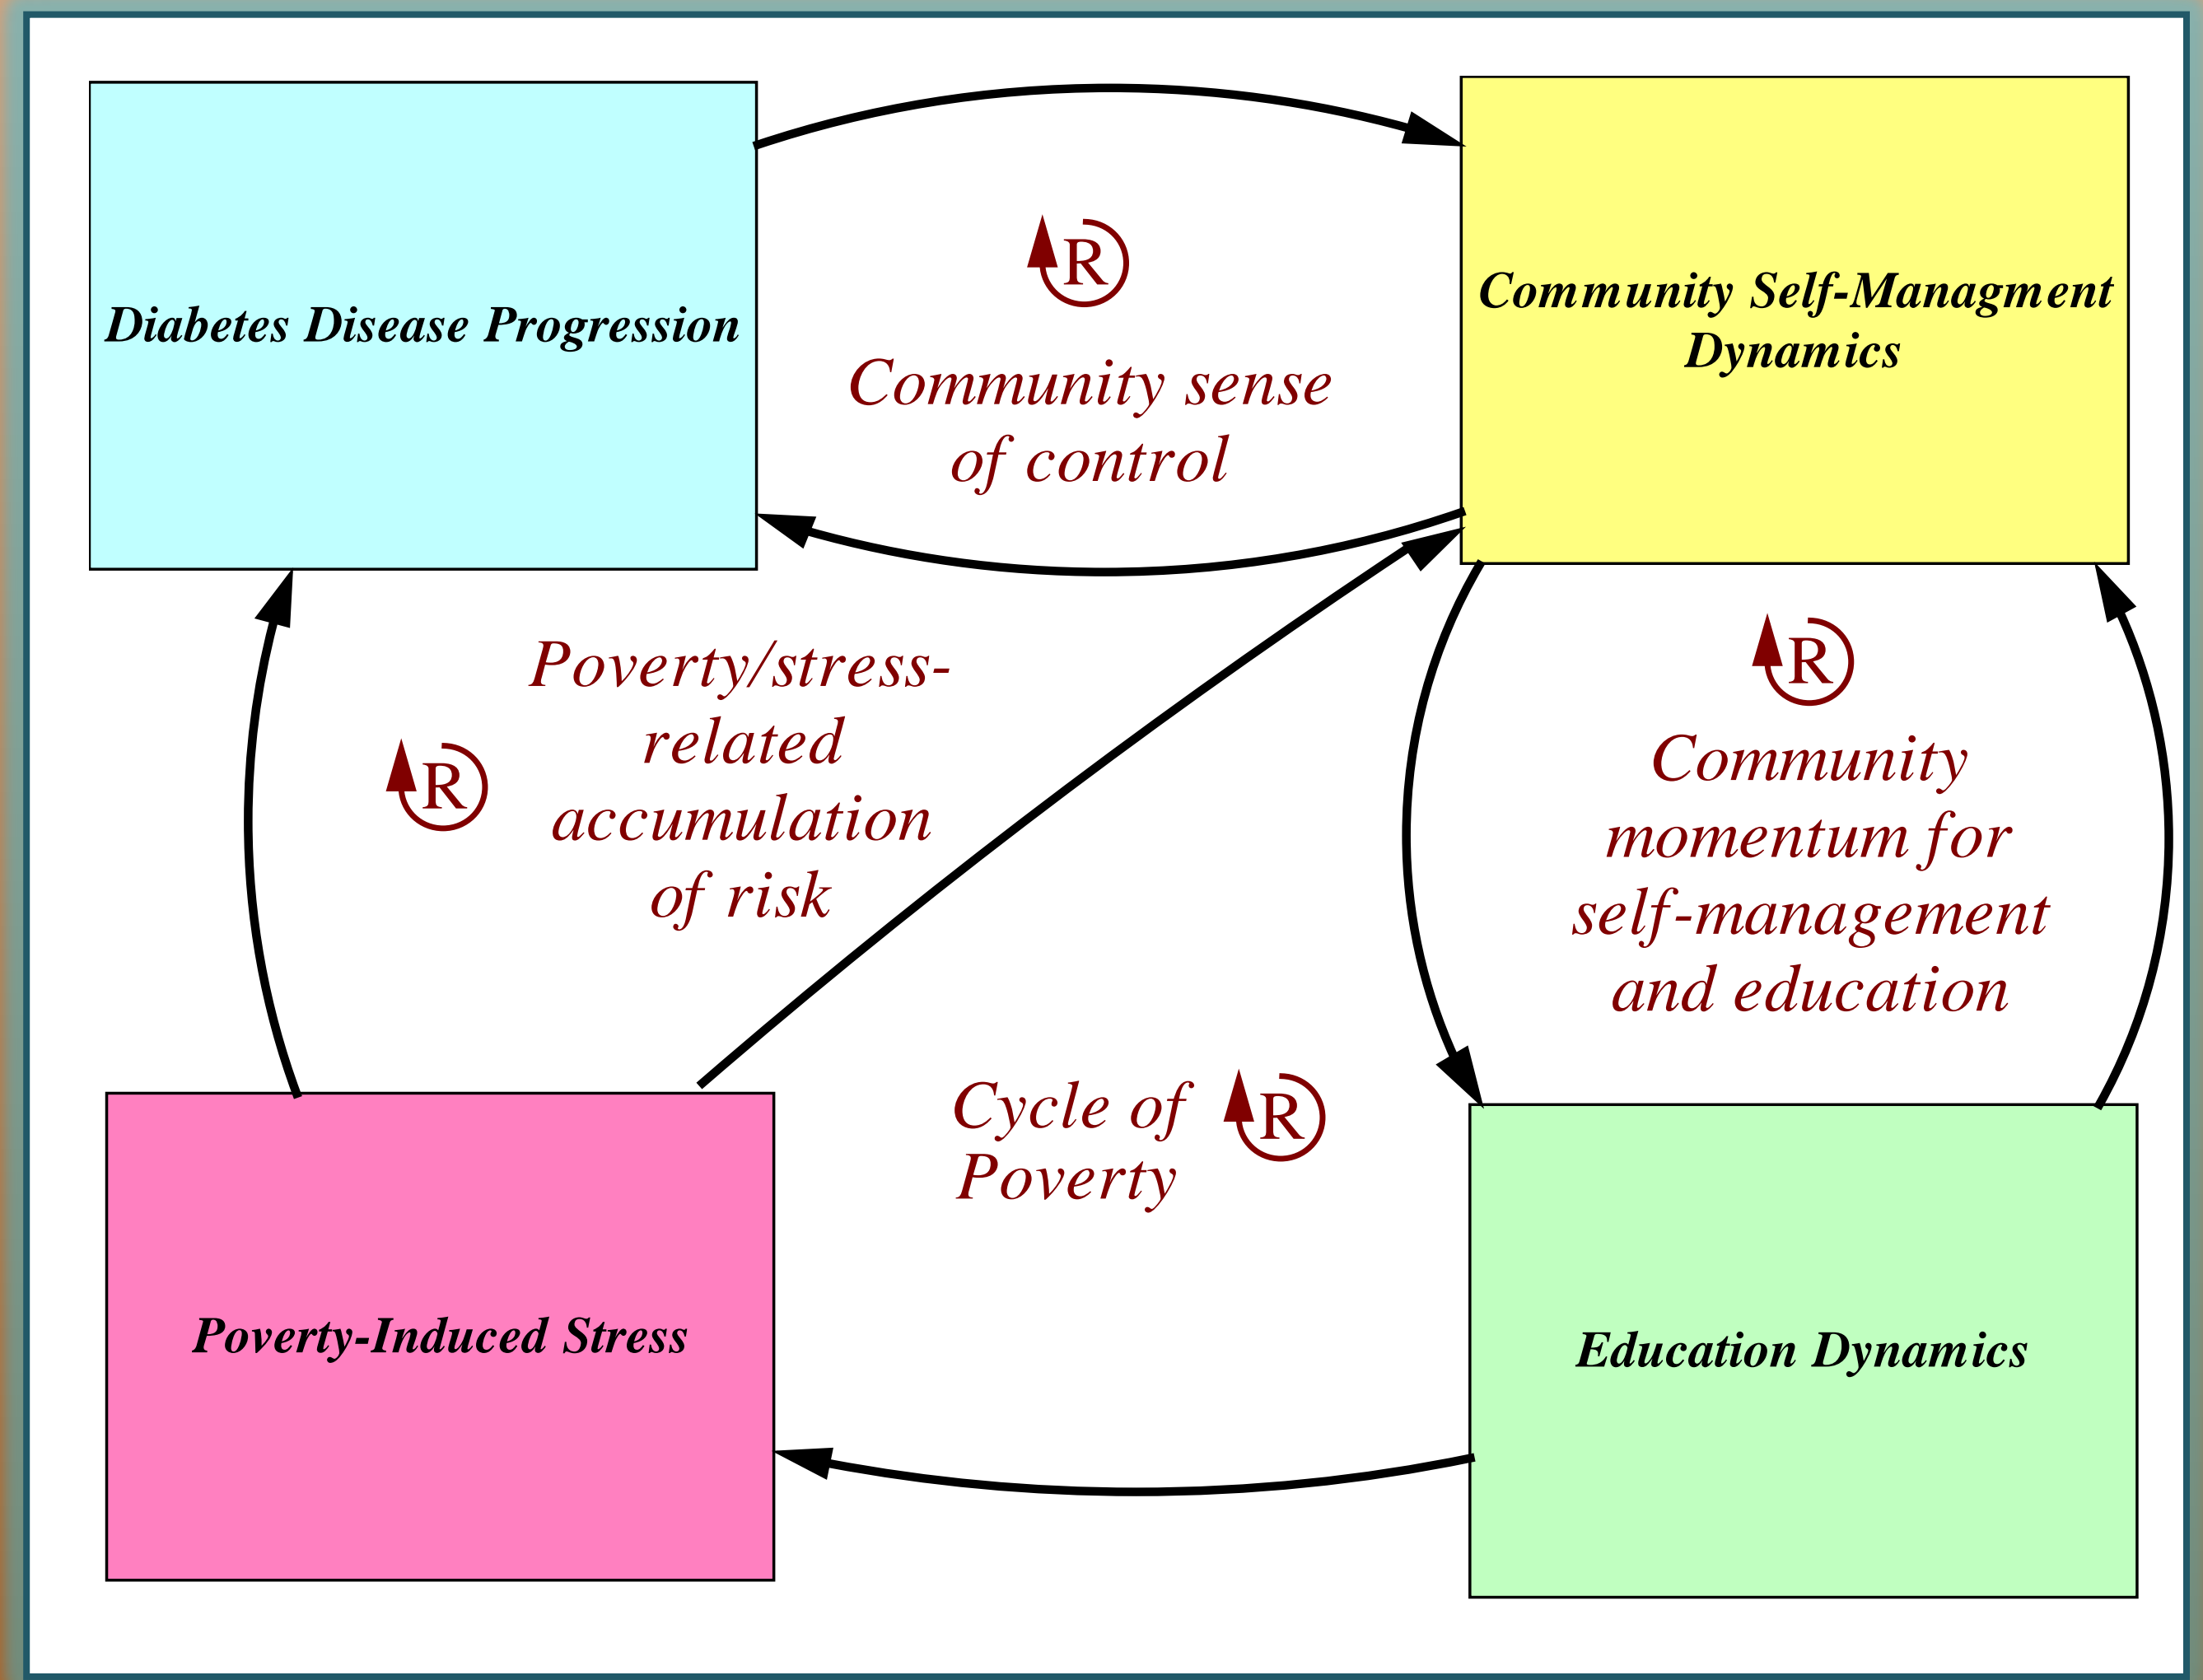 Diabetes Disease Progression
R
Community sense
of control
Community Self-Managment
Dynamics
Poverty/stress-
related
accumulation
of risk
R
R
Community
momentum for
self-management
and education
Cycle of
Poverty
R
Poverty-Induced Stress
Education Dynamics